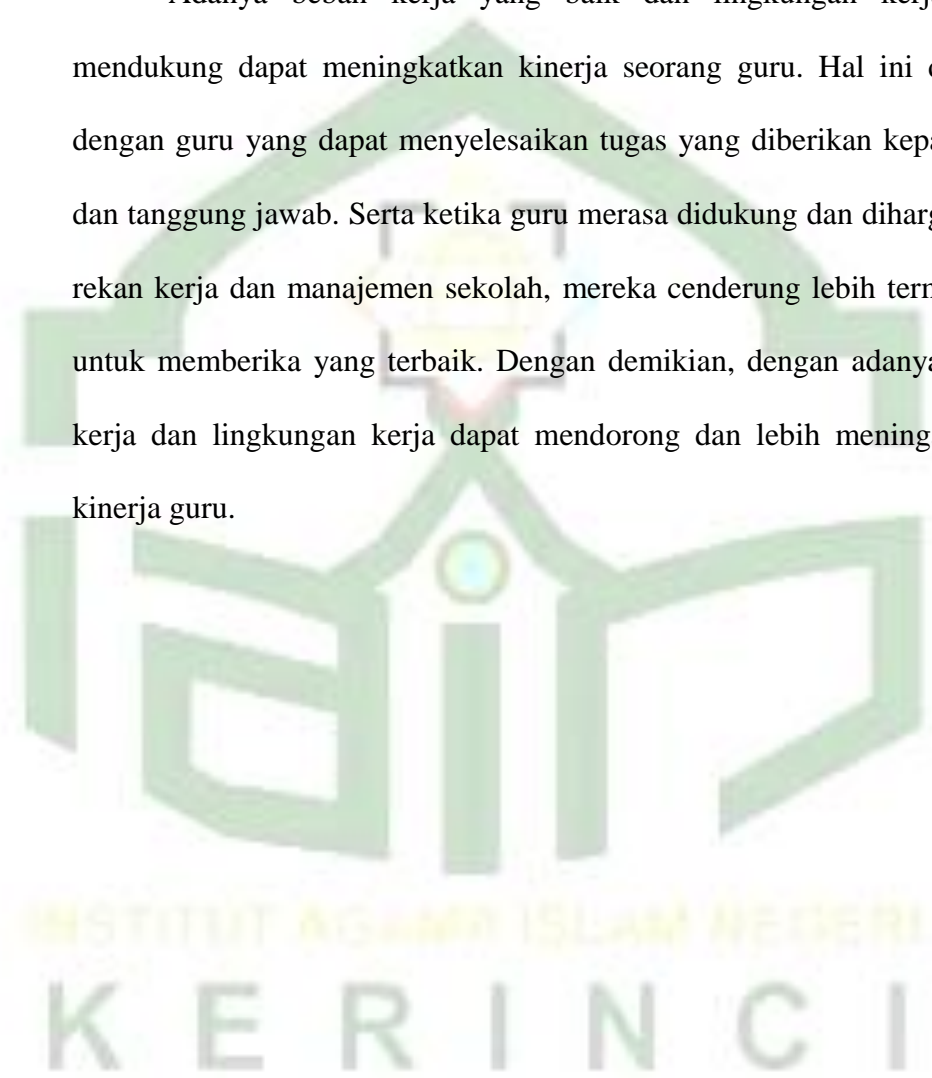 Adanya beban kerja yang baik dan lingkungan kerja
mendukung dapat meningkatkan kinerja seorang guru. Hal ini
dengan guru yang dapat menyelesaikan tugas yang diberikan
dan tanggung jawab. Serta ketika guru merasa didukung dan
rekan kerja dan manajemen sekolah, mereka cenderung lebih
untuk memberika yang terbaik. Dengan demikian, dengan adanya
kerja dan lingkungan kerja dapat mendorong dan lebih
kinerja guru.
iain
INSTITUT AGAMA ISLAM NEGERI
KERINCI